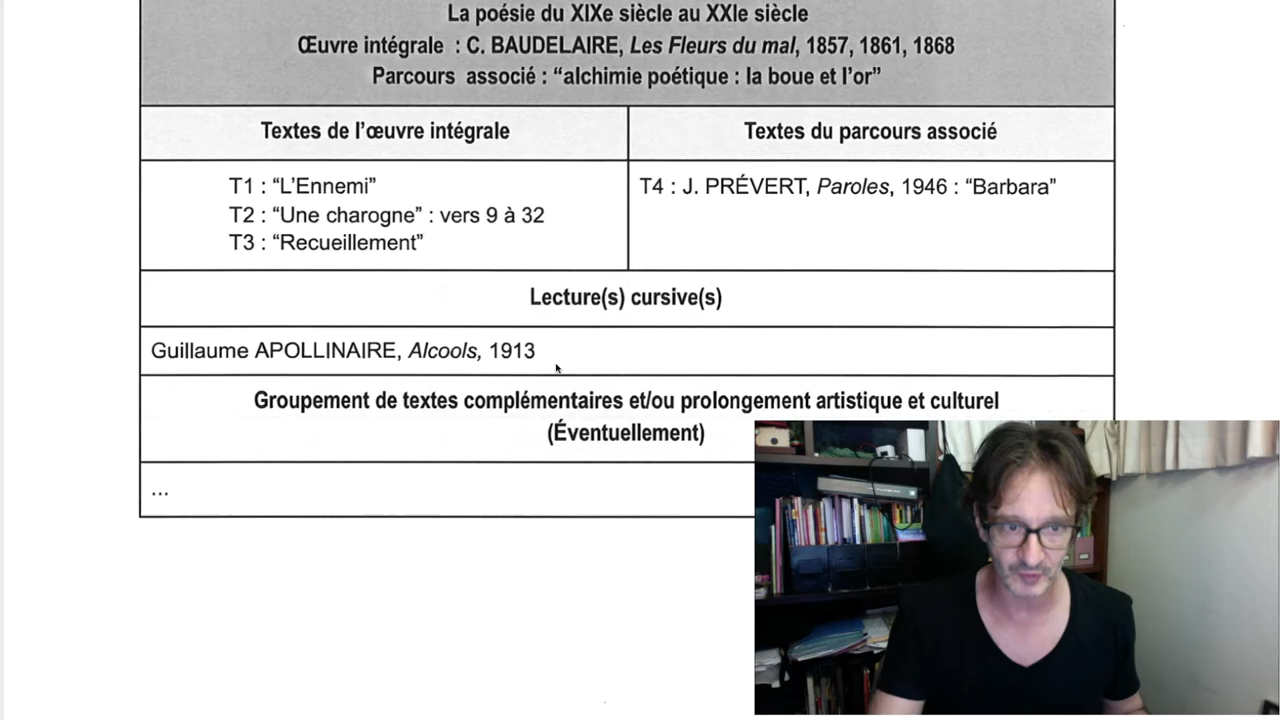 La poésie du XIXe siècle au XXIe siècle
Œuvre intégrale : C. BAUDELAIRE, Les Fleurs du mal, 1857, 1861, 1868
Parcours associé : “alchimie poétique : la boue et l’or”
Textes de l’œuvre intégrale
Textes du parcours associé
T1 : “L’Ennemi”
T2 : “Une charogne” : vers 9 à 32
T3 : “Recueillement”
T4 : J. PRÉVERT, Paroles, 1946 : “Barbara”
Lecture(s) cursive(s)
Guillaume APOLLINAIRE, Alcools, 1913
Groupement de textes complémentaires et/ou prolongement artistique et culturel
(Éventuellement)
...